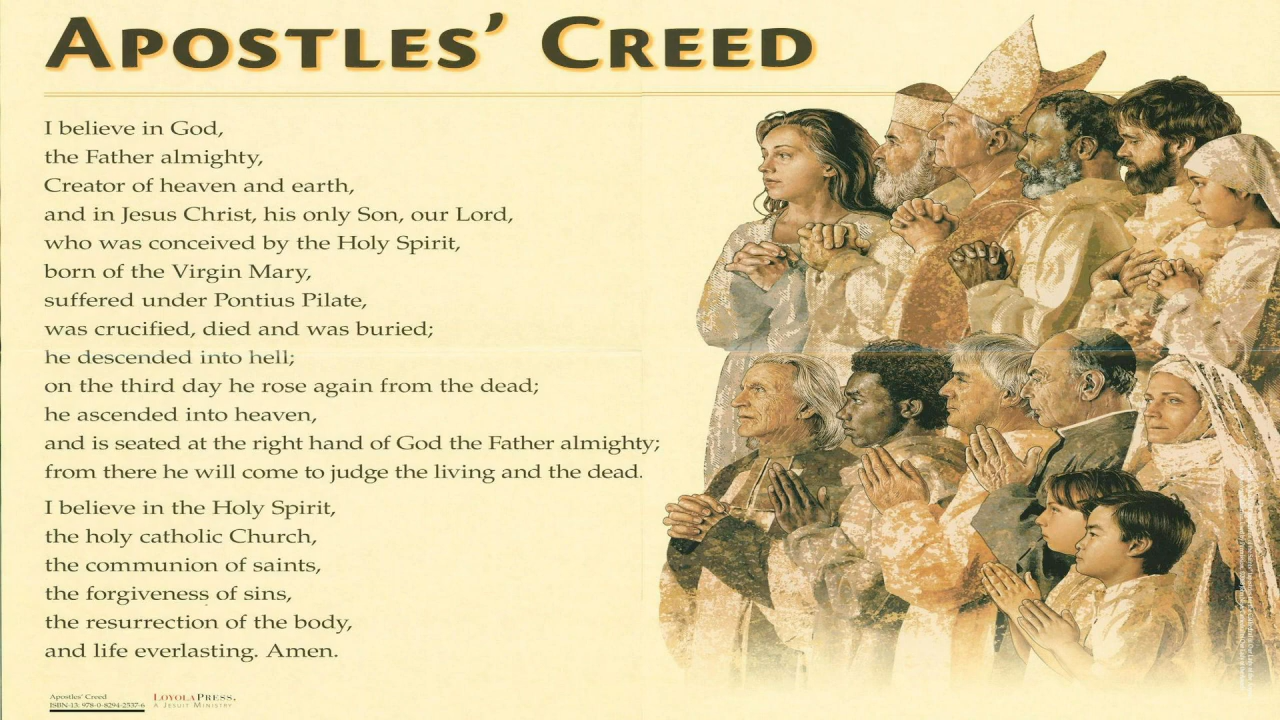 APOSTLES' CREED
I believe in God,
the Father almighty,
Creator of heaven and earth,
and in Jesus Christ, his only Son, our Lord,
who was conceived by the Holy Spirit,
born of the Virgin Mary,
suffered under Pontius Pilate,
was crucified, died and was buried;
he descended into hell;
on the third day he rose again from the dead;
he ascended into heaven,
and is seated at the right hand of God the Father almighty;
from there he will come to judge the living and the dead.
I believe in the Holy Spirit,
the holy catholic Church,
the communion of saints,
the forgiveness of sins,
the resurrection of the body,
and life everlasting. Amen.
Apostles' Creed
ISBN-13: 978-0-8294-2537-6
LOYOLAPRESS.
A JESUIT MINISTRY